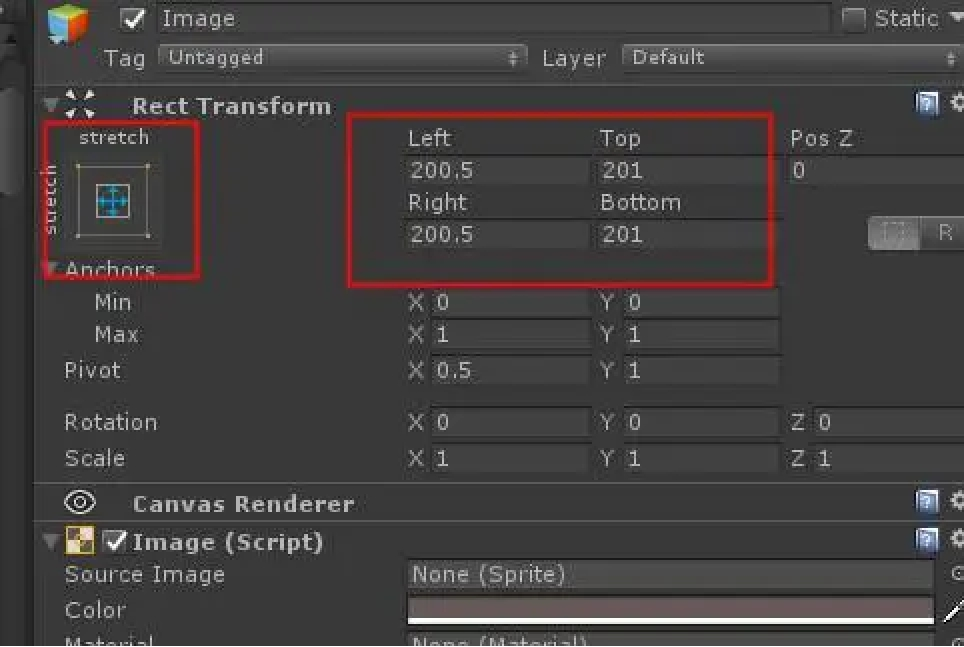 Image Static
Tag Untagged Layer Default
Rect Transform
stretch Left Top Pos Z
stretch
200.5 201 0
Right Bottom
200.5 201 R
Anchors
Min X 0 Y 0
Max X 1 Y 1
Pivot X 0.5 Y 1
Rotation X 0 Y 0 Z 0
Scale X 1 Y 1 Z 1
Canvas Renderer
Image (Script)
Source Image None (Sprite)
Color
Material None (Material)